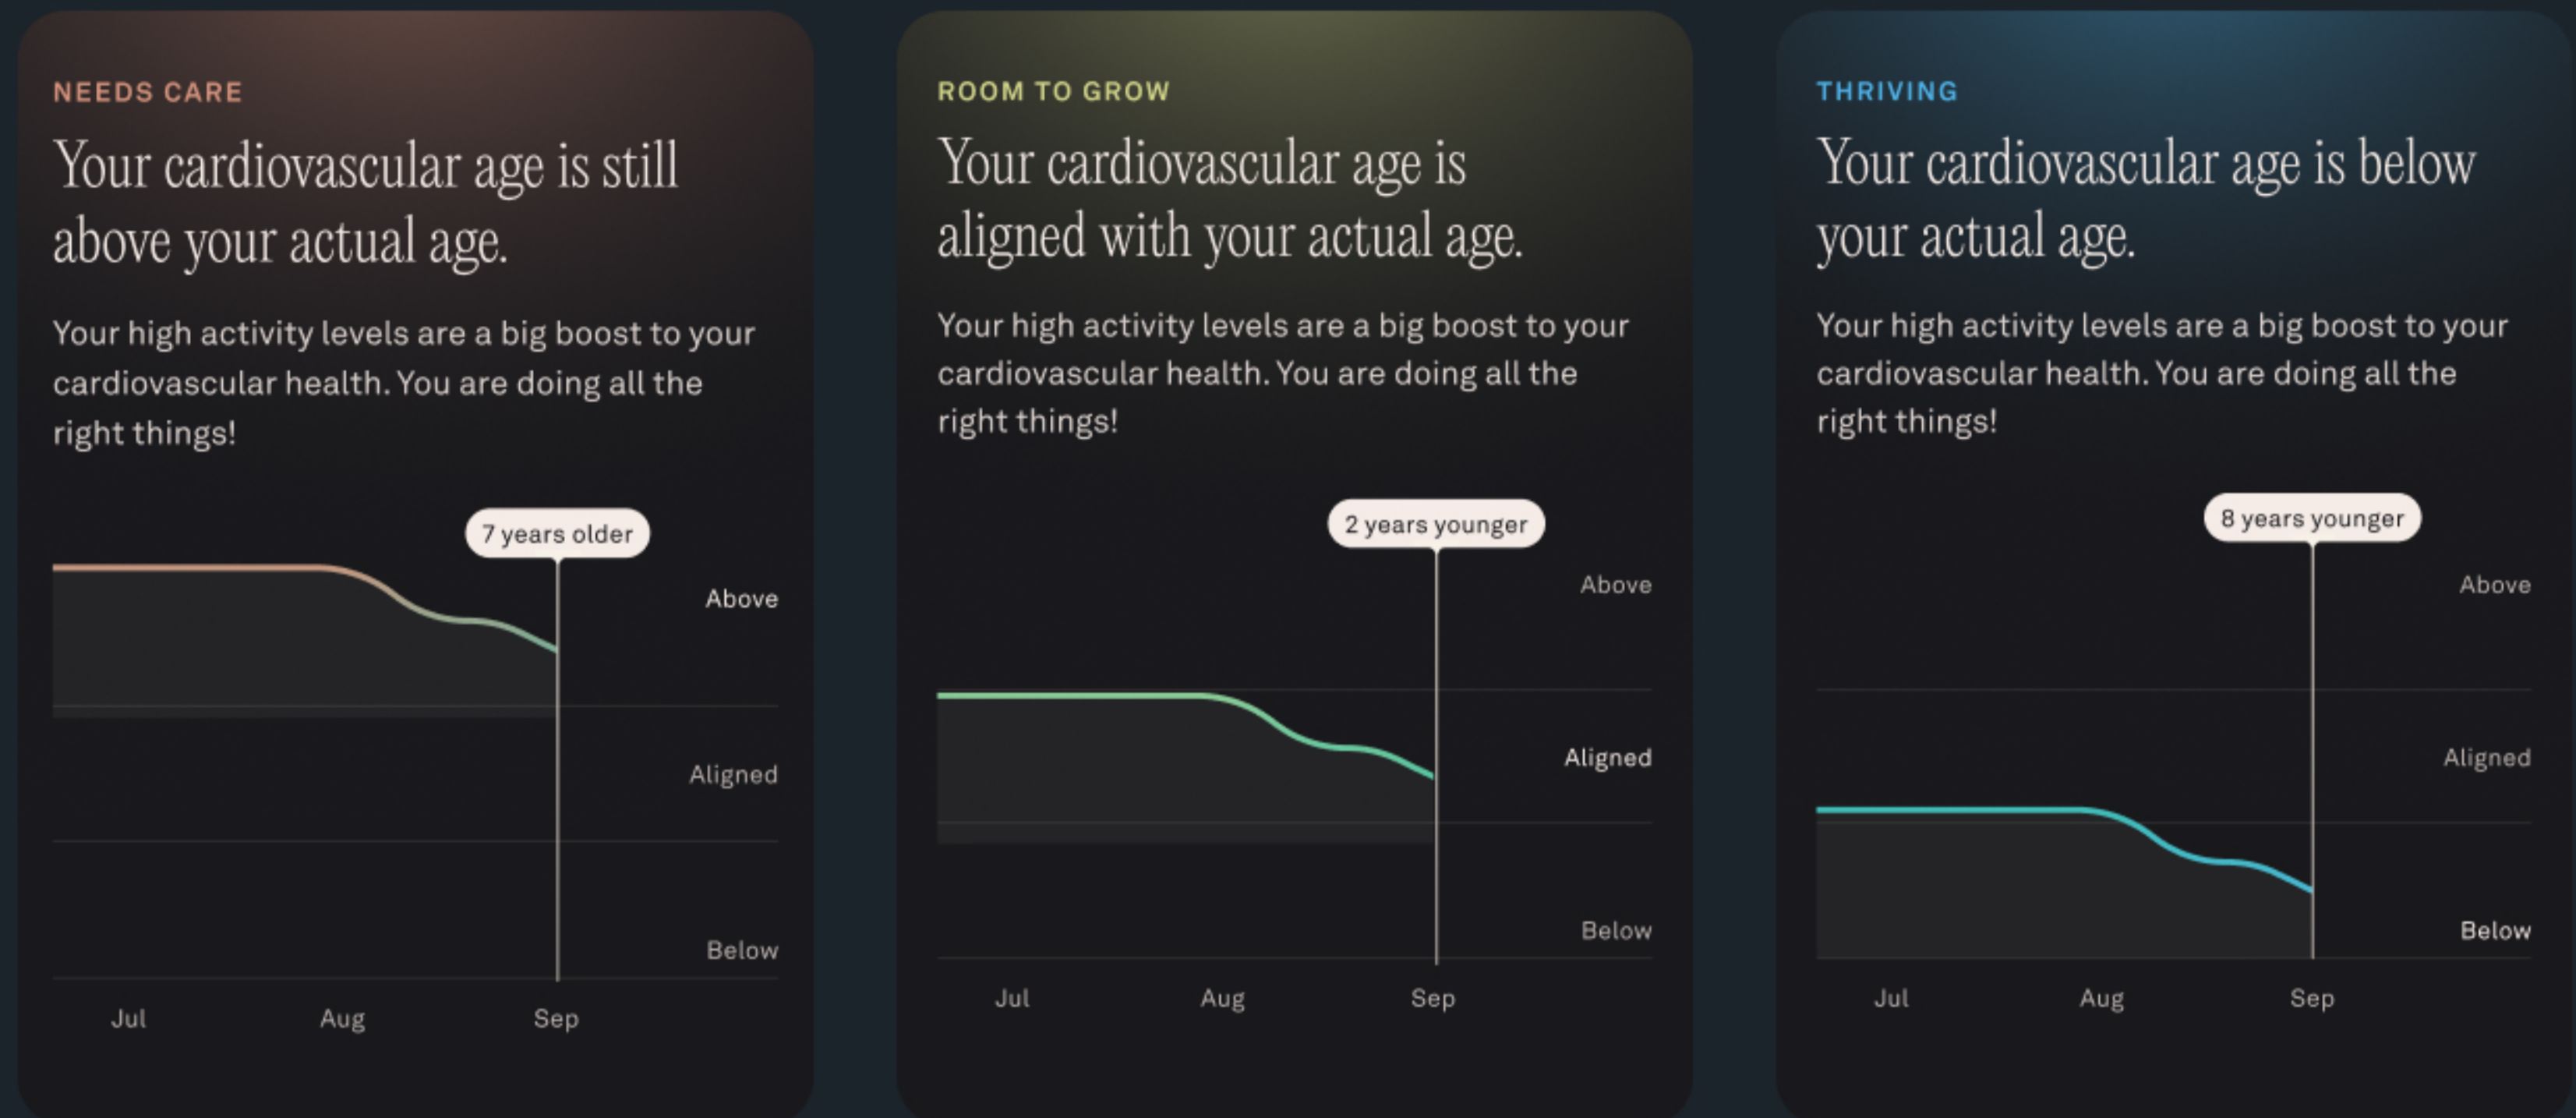 NEEDS CARE
Your cardiovascular age is still
above your actual age.
Your high activity levels are a big boost to your
cardiovascular health. You are doing all the
right things!
7 years older
Above
Aligned
Below
Jul
Aug
Sep
ROOM TO GROW
Your cardiovascular age is
aligned with your actual age.
Your high activity levels are a big boost to your
cardiovascular health. You are doing all the
right things!
2 years younger
Above
Aligned
Below
Jul
Aug
Sep
THRIVING
Your cardiovascular age is below
your actual age.
Your high activity levels are a big boost to your
cardiovascular health. You are doing all the
right things!
8 years younger
Above
Aligned
Below
Jul
Aug
Sep